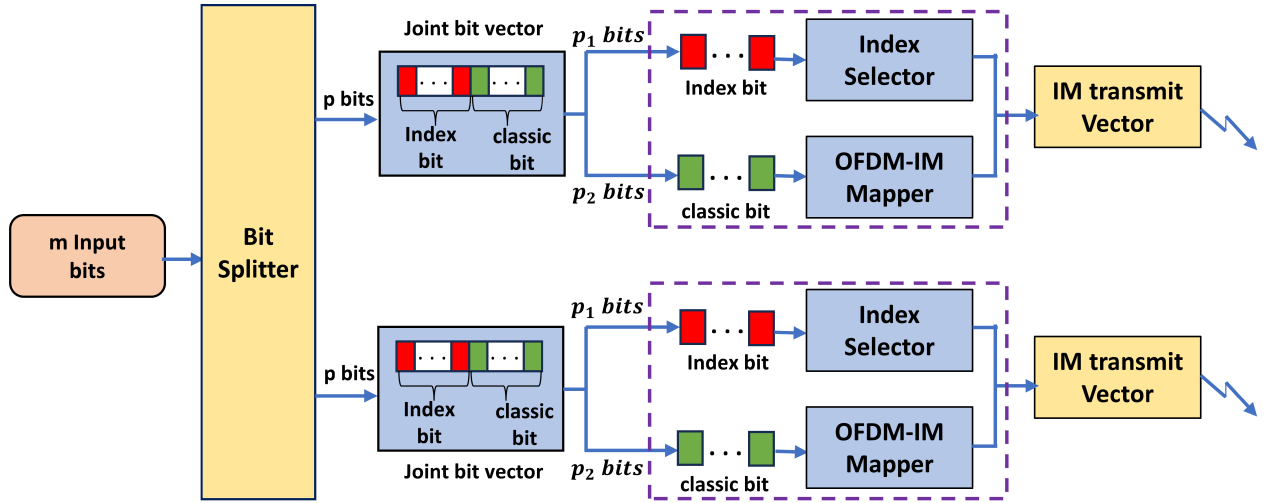 m Input
bits
Bit
Splitter
p bits
Joint bit vector
. . .
. . .
Index
bit
classic
bit
p₁ bits
p₂ bits
. . .
Index bit
Index
Selector
. . .
classic bit
OFDM-IM
Mapper
IM transmit
Vector
p bits
. . .
. . .
Index
bit
classic
bit
Joint bit vector
p₁ bits
p₂ bits
. . .
Index bit
Index
Selector
. . .
classic bit
OFDM-IM
Mapper
IM transmit
Vector